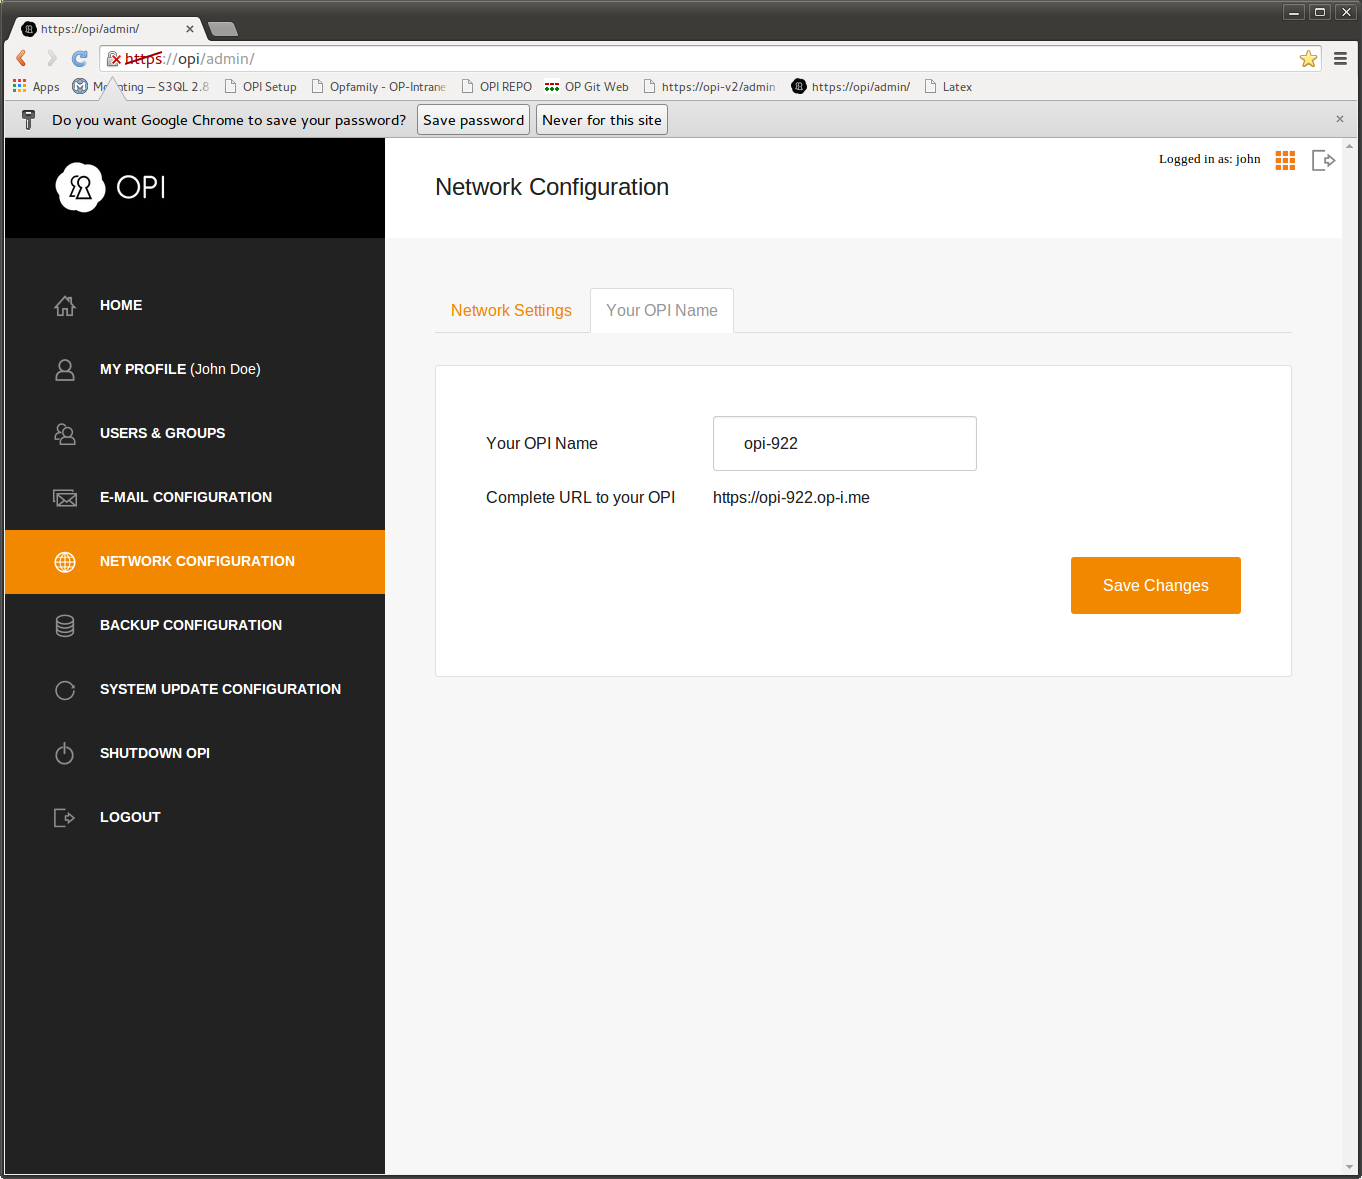 https://opi/admin/
https://opi/admin/
Apps
nting — S3QL 2.8
OPI Setup
Opfamily - OP-Intrane
OPI REPO
OP Git Web
https://opi-v2/admin
https://opi/admin/
Latex
Do you want Google Chrome to save your password?
Save password
Never for this site
OPI
Network Configuration
Logged in as: john
HOME
MY PROFILE (John Doe)
USERS & GROUPS
E-MAIL CONFIGURATION
NETWORK CONFIGURATION
BACKUP CONFIGURATION
SYSTEM UPDATE CONFIGURATION
SHUTDOWN OPI
LOGOUT
Network Settings
Your OPI Name
Your OPI Name
opi-922
Complete URL to your OPI
https://opi-922.op-i.me
Save Changes